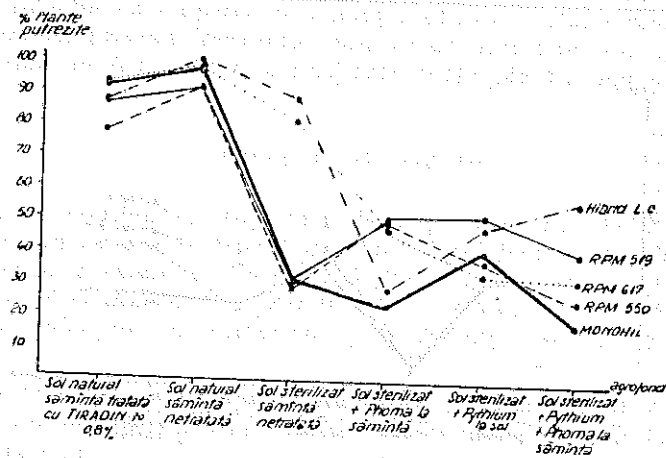 % Plante
putrezite
100
90
80
70
60
50
40
30
20
10
Hibrid L.C.
RPM 519
RPM 617
RPM 550
MONOHIL
agrofond
Sol natural
sămînță tratată
cu TIRADIN
0,8%
Sol natural
sămînță
netratată
Sol sterilizat
sămînță
netratată
Sol sterilizat
+ Phoma la
sămînță
Sol sterilizat
+ Pythium
la sol
Sol sterilizat
+ Pythium
+ Phoma la
sămînță